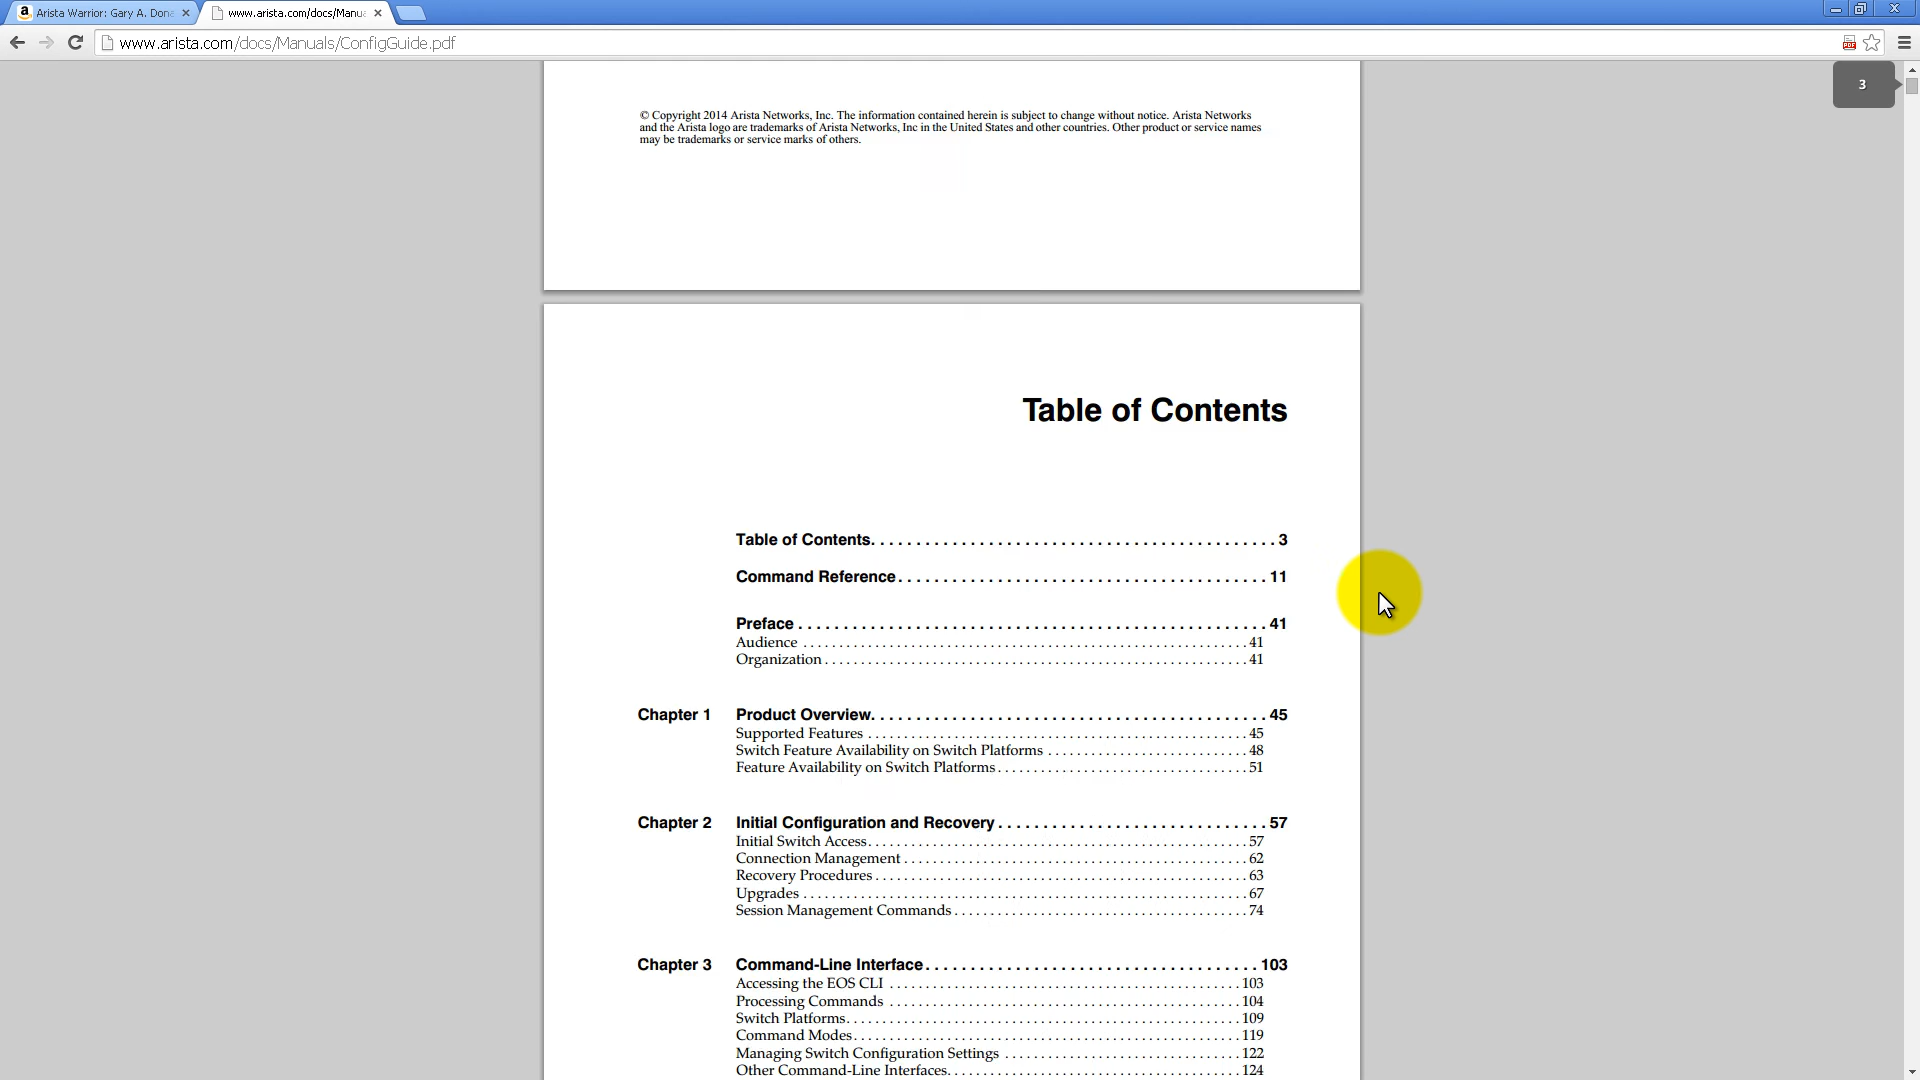 Arista Warrior: Gary A. Dona
www.arista.com/docs/Manua
www.arista.com/docs/Manuals/ConfigGuide.pdf
3
© Copyright 2014 Arista Networks, Inc. The information contained herein is subject to change without notice. Arista Networks
and the Arista logo are trademarks of Arista Networks, Inc in the United States and other countries. Other product or service names
may be trademarks or service marks of others.
Table of Contents
Table of Contents. . . . . . . . . . . . . . . . . . . . . . . . . . . . . . . . . . . . . . . . . . . . 3
Command Reference . . . . . . . . . . . . . . . . . . . . . . . . . . . . . . . . . . . . . . . . 11
Preface . . . . . . . . . . . . . . . . . . . . . . . . . . . . . . . . . . . . . . . . . . . . . . . . . . . 41
Audience . . . . . . . . . . . . . . . . . . . . . . . . . . . . . . . . . . . . . . . . . . . . . . . . . . 41
Organization . . . . . . . . . . . . . . . . . . . . . . . . . . . . . . . . . . . . . . . . . . . . . . . 41
Chapter 1 Product Overview. . . . . . . . . . . . . . . . . . . . . . . . . . . . . . . . . . . . . . . . . . . 45
Supported Features . . . . . . . . . . . . . . . . . . . . . . . . . . . . . . . . . . . . . . . . . . 45
Switch Feature Availability on Switch Platforms . . . . . . . . . . . . . . . . . . . . . . 48
Feature Availability on Switch Platforms . . . . . . . . . . . . . . . . . . . . . . . . . . . 51
Chapter 2 Initial Configuration and Recovery . . . . . . . . . . . . . . . . . . . . . . . . . . . . . 57
Initial Switch Access. . . . . . . . . . . . . . . . . . . . . . . . . . . . . . . . . . . . . . . . . . 57
Connection Management . . . . . . . . . . . . . . . . . . . . . . . . . . . . . . . . . . . . . . 62
Recovery Procedures . . . . . . . . . . . . . . . . . . . . . . . . . . . . . . . . . . . . . . . . . 63
Upgrades . . . . . . . . . . . . . . . . . . . . . . . . . . . . . . . . . . . . . . . . . . . . . . . . . . 67
Session Management Commands . . . . . . . . . . . . . . . . . . . . . . . . . . . . . . . . 74
Chapter 3 Command-Line Interface . . . . . . . . . . . . . . . . . . . . . . . . . . . . . . . . . . . . . 103
Accessing the EOS CLI . . . . . . . . . . . . . . . . . . . . . . . . . . . . . . . . . . . . . . . 103
Processing Commands . . . . . . . . . . . . . . . . . . . . . . . . . . . . . . . . . . . . . . . 104
Switch Platforms. . . . . . . . . . . . . . . . . . . . . . . . . . . . . . . . . . . . . . . . . . . . 109
Command Modes. . . . . . . . . . . . . . . . . . . . . . . . . . . . . . . . . . . . . . . . . . . 119
Managing Switch Configuration Settings . . . . . . . . . . . . . . . . . . . . . . . . . . 122
Other Command-Line Interfaces. . . . . . . . . . . . . . . . . . . . . . . . . . . . . . . . 124